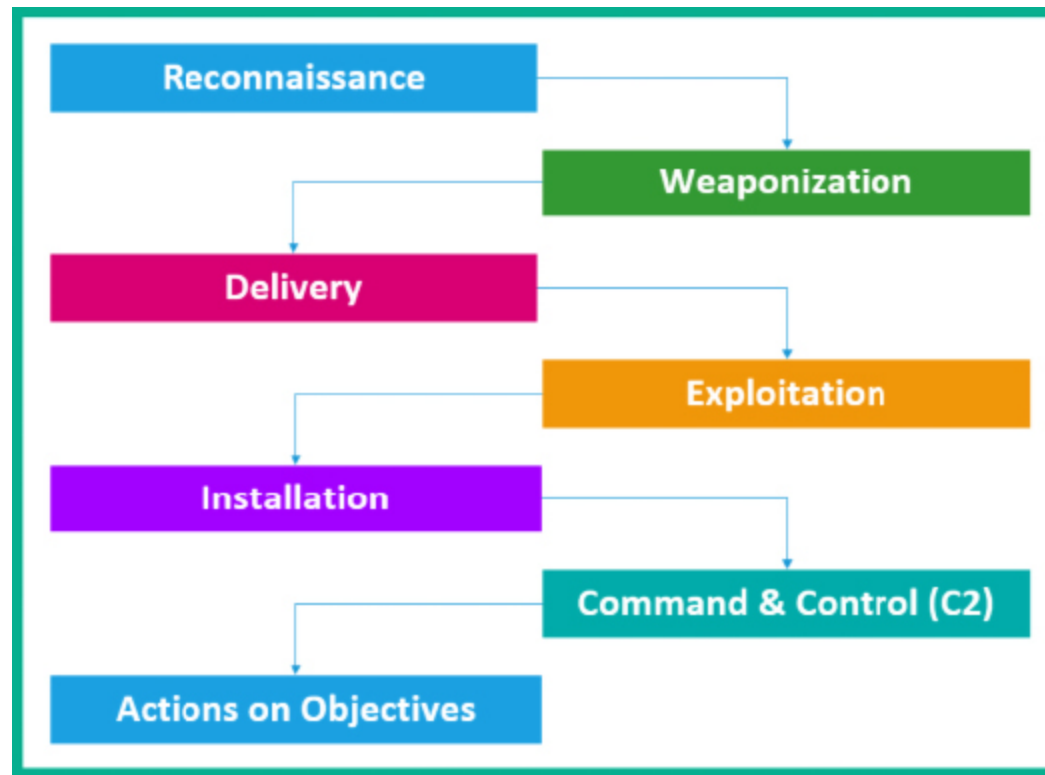 Reconnaissance
Weaponization
Delivery
Exploitation
Installation
Command & Control (C2)
Actions on Objectives